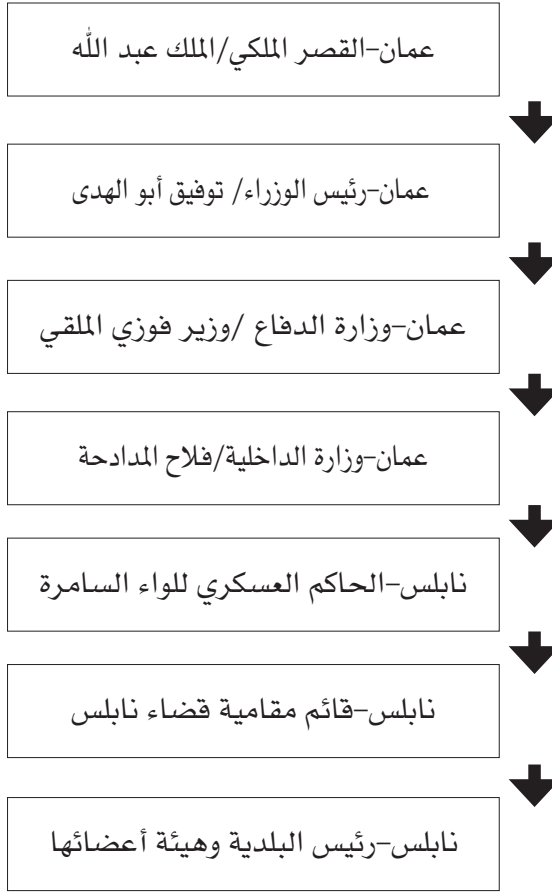 عمان–القصر الملكي/الملك عبد الله
عمان–رئيس الوزراء/ توفيق أبو الهدى
عمان–وزارة الدفاع /وزير فوزي الملقي
عمان–وزارة الداخلية/فلاح المدادحة
نابلس–الحاكم العسكري للواء السامرة
نابلس–قائم مقامية قضاء نابلس
نابلس–رئيس البلدية وهيئة أعضائها